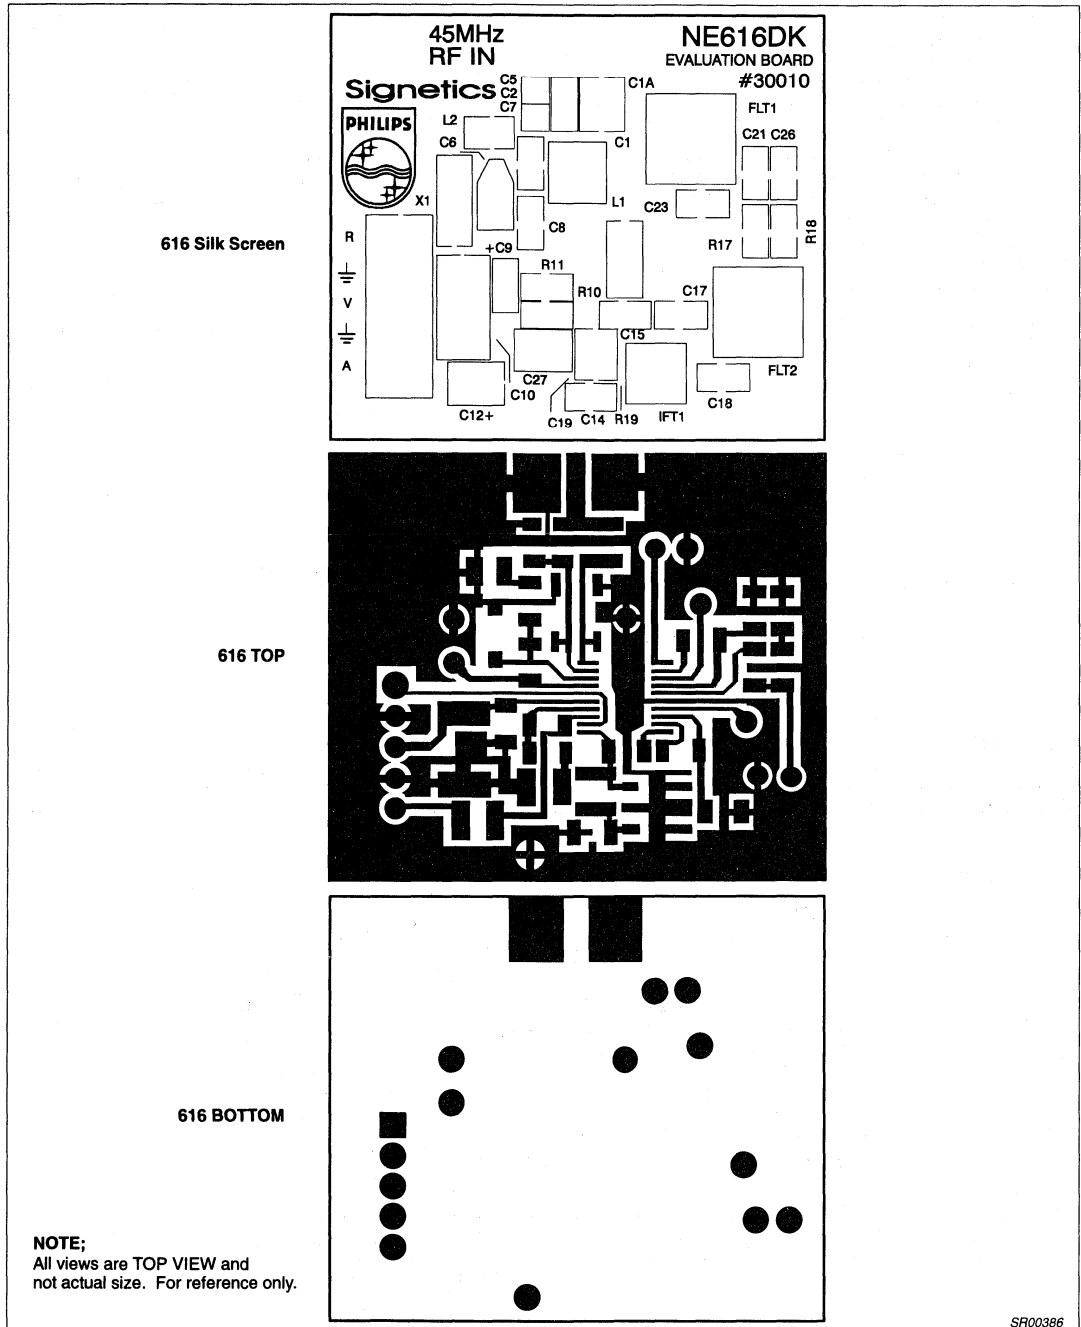 45MHz
RF IN
NE616DK
EVALUATION BOARD
#30010
Signetics
PHILIPS
C5
C2
C7
C1A
FLT1
L2
C6
C1
C21 C26
X1
L1
C23
C8
R17
R18
616 Silk Screen
R
+C9
R11
V
R10
C17
C15
A
FLT2
C27
C10
C18
C12+
C19
C14
R19
IFT1
616 TOP
616 BOTTOM
NOTE;
All views are TOP VIEW and
not actual size. For reference only.
SR00386